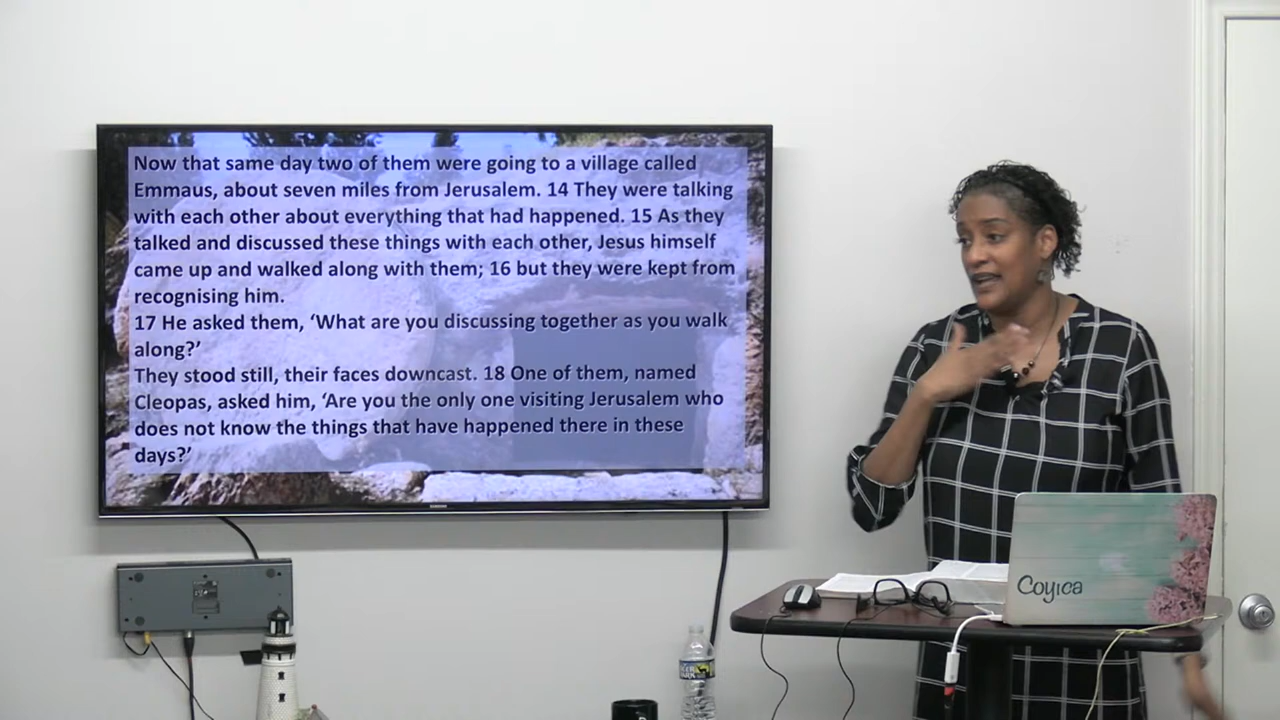 Now that same day two of them were going to a village called
Emmaus, about seven miles from Jerusalem. 14 They were talking
with each other about everything that had happened. 15 As they
talked and discussed these things with each other, Jesus himself
came up and walked along with them; 16 but they were kept from
recognising him.
17 He asked them, ‘What are you discussing together as you walk
along?’
They stood still, their faces downcast. 18 One of them, named
Cleopas, asked him, ‘Are you the only one visiting Jerusalem who
does not know the things that have happened there in these
days?’
SAMSUNG
Coyica